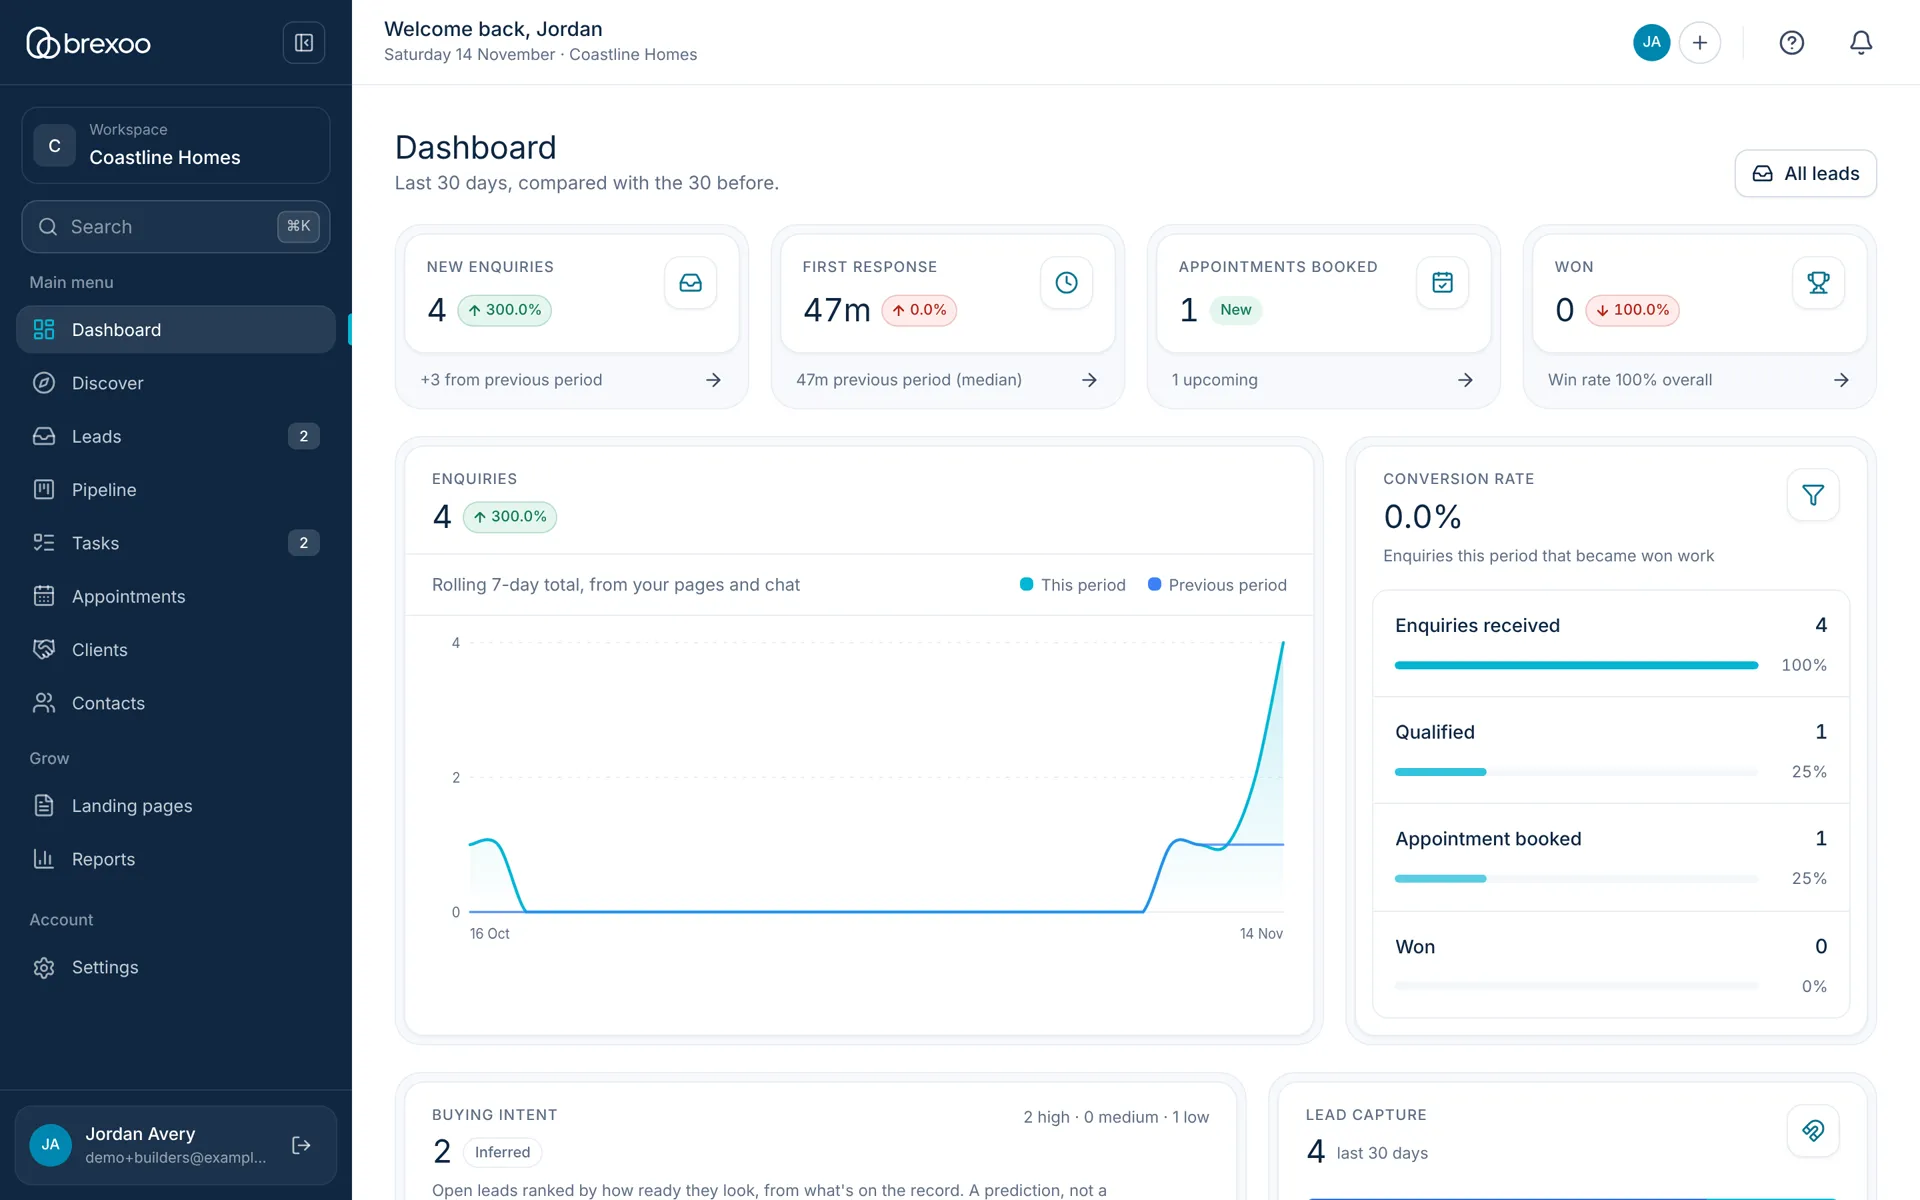 brexoo
Workspace
C
Coastline Homes
Search
⌘K
Main menu
Dashboard
Discover
Leads
2
Pipeline
Tasks
2
Appointments
Clients
Contacts
Grow
Landing pages
Reports
Account
Settings
JA
Jordan Avery
demo+builders@exampl...
Welcome back, Jordan
Saturday 14 November · Coastline Homes
JA
Dashboard
Last 30 days, compared with the 30 before.
All leads
NEW ENQUIRIES
4
↑ 300.0%
+3 from previous period
FIRST RESPONSE
47m
↑ 0.0%
47m previous period (median)
APPOINTMENTS BOOKED
1
New
1 upcoming
WON
0
↓ 100.0%
Win rate 100% overall
ENQUIRIES
4
↑ 300.0%
Rolling 7-day total, from your pages and chat
This period
Previous period
4
2
0
16 Oct
14 Nov
CONVERSION RATE
0.0%
Enquiries this period that became won work
Enquiries received
4
100%
Qualified
1
25%
Appointment booked
1
25%
Won
0
0%
BUYING INTENT
2 high · 0 medium · 1 low
2
Inferred
Open leads ranked by how ready they look, from what's on the record. A prediction, not a
LEAD CAPTURE
4
last 30 days